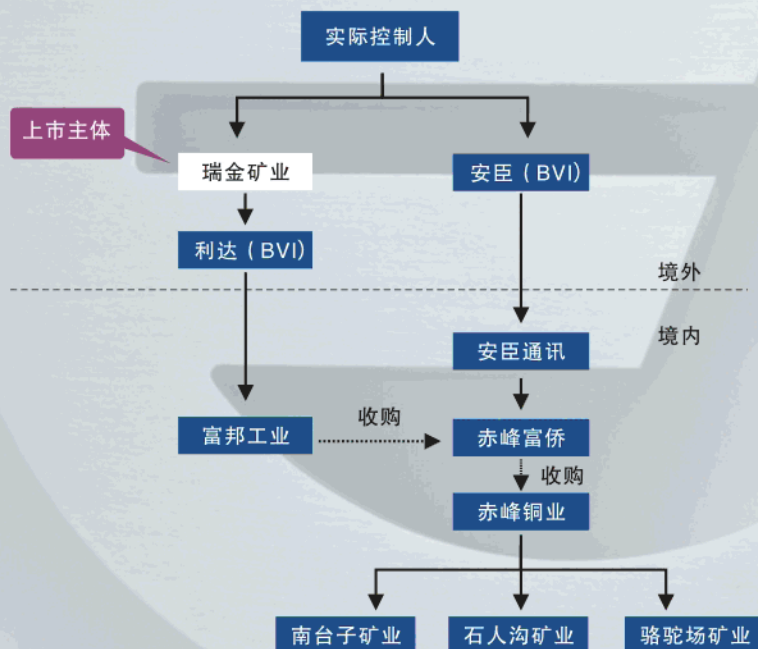 实际控制人
上市主体
瑞金矿业
安臣（BVI）
利达（BVI）
境外
境内
安臣通讯
富邦工业
收购
赤峰富侨
收购
赤峰铜业
南台子矿业
石人沟矿业
骆驼场矿业